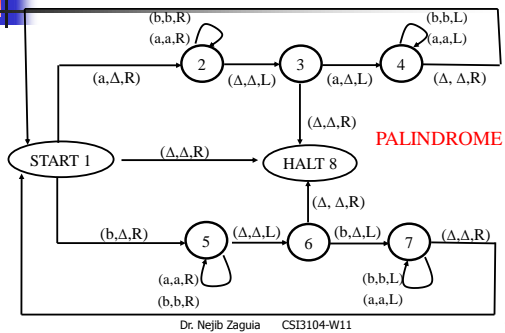 (b,b,R)
(a,a,R)
(b,b,L)
(a,a,L)
(a,Δ,R)
2
(Δ,Δ,L)
3
(a,Δ,L)
4
(Δ, Δ,R)
(Δ,Δ,R)
PALINDROME
START 1
(Δ,Δ,R)
HALT 8
(Δ, Δ,R)
(b,Δ,R)
5
(Δ,Δ,L)
6
(b,Δ,L)
7
(Δ,Δ,R)
(a,a,R)
(b,b,R)
(b,b,L)
(a,a,L)
Dr. Nejib Zaguia CSI3104-W11